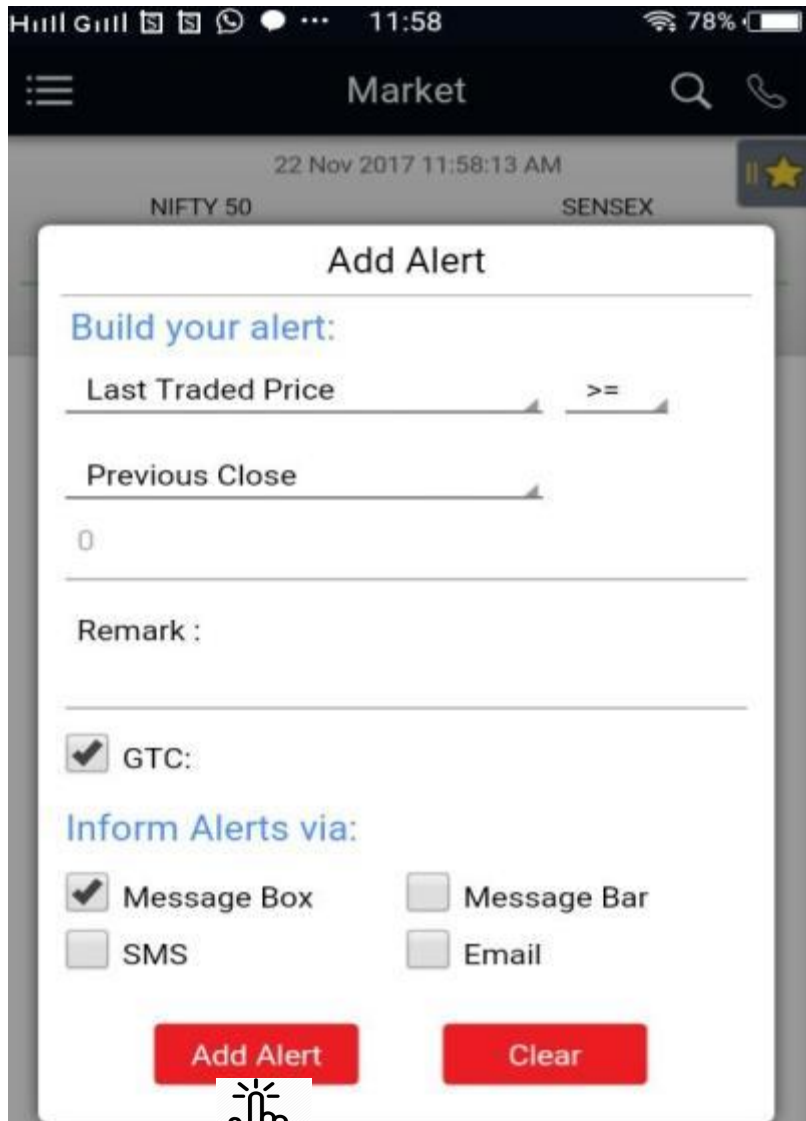 H G 11:58 78%
Market
22 Nov 2017 11:58:13 AM
NIFTY 50 SENSEX
Add Alert
Build your alert:
Last Traded Price >=
Previous Close
0
Remark :
GTC:
Inform Alerts via:
Message Box Message Bar
SMS Email
Add Alert Clear